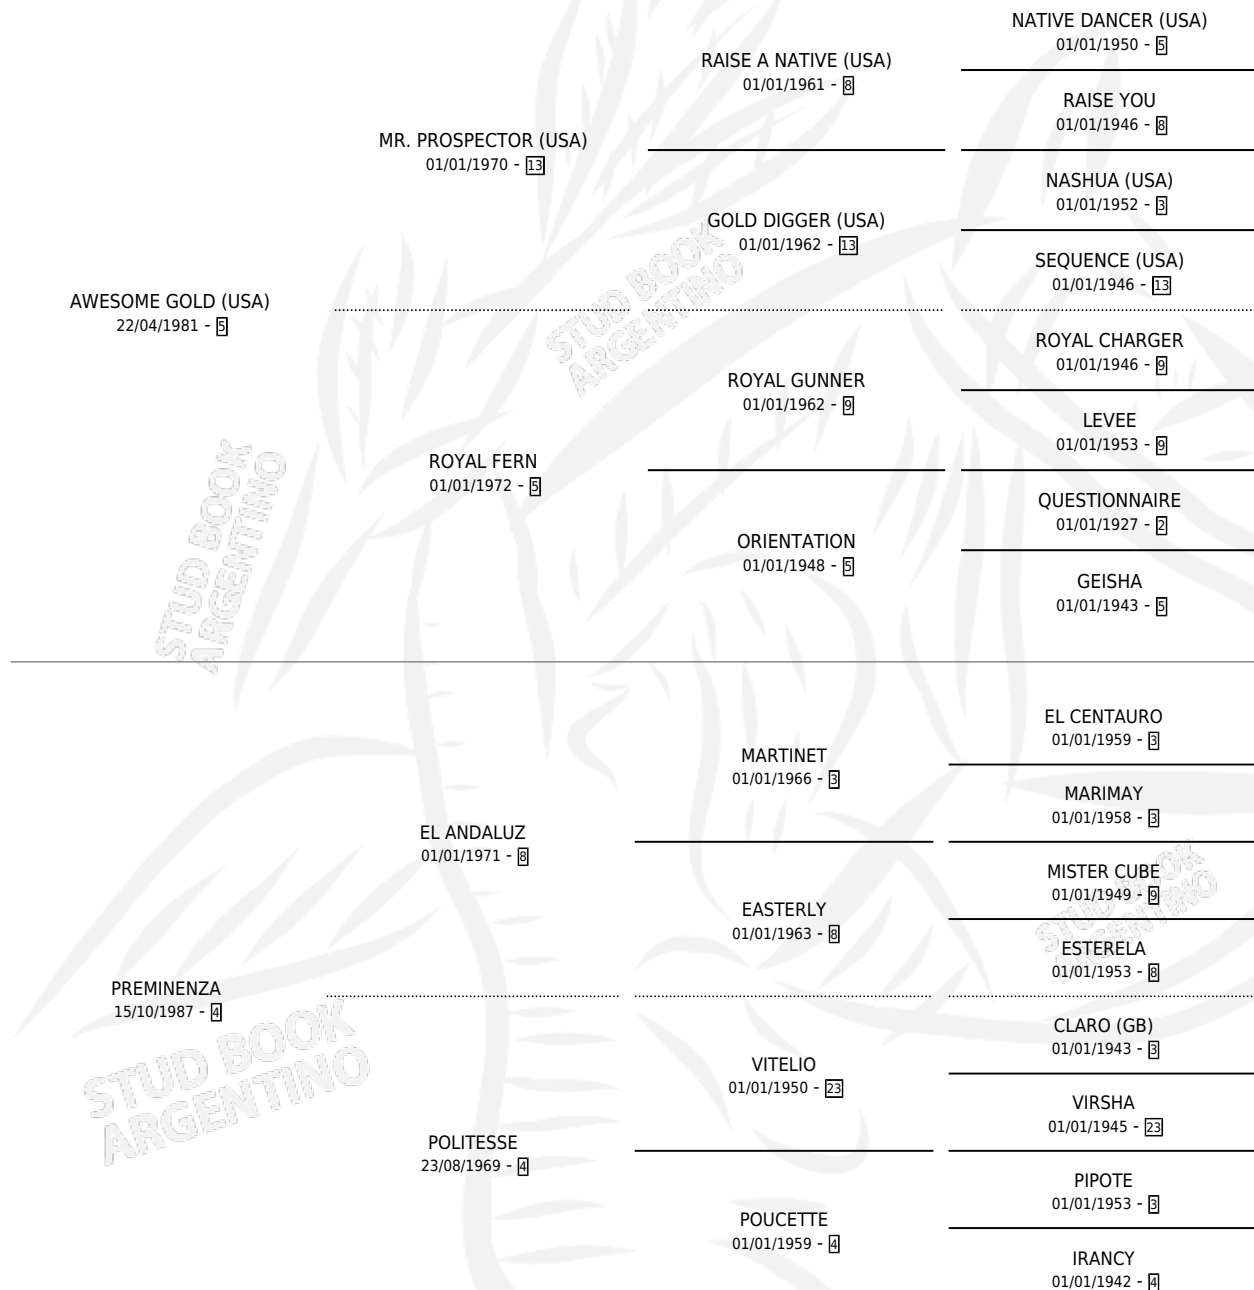 NATIVE DANCER (USA)
01/01/1950 - 5
RAISE A NATIVE (USA)
01/01/1961 - 8
RAISE YOU
01/01/1946 - 8
MR. PROSPECTOR (USA)
01/01/1970 - 13
NASHUA (USA)
01/01/1952 - 3
GOLD DIGGER (USA)
01/01/1962 - 13
SEQUENCE (USA)
01/01/1946 - 13
AWESOME GOLD (USA)
22/04/1981 - 5
ROYAL CHARGER
01/01/1946 - 9
ROYAL GUNNER
01/01/1962 - 9
LEVEE
01/01/1953 - 9
ROYAL FERN
01/01/1972 - 5
QUESTIONNAIRE
01/01/1927 - 2
ORIENTATION
01/01/1948 - 5
GEISHA
01/01/1943 - 5
EL CENTAURO
01/01/1959 - 3
MARTINET
01/01/1966 - 3
MARIMAY
01/01/1958 - 3
EL ANDALUZ
01/01/1971 - 8
MISTER CUBE
01/01/1949 - 9
EASTERLY
01/01/1963 - 8
ESTERELA
01/01/1953 - 8
PREMINENZA
15/10/1987 - 4
CLARO (GB)
01/01/1943 - 3
VITELIO
01/01/1950 - 23
VIRSHA
01/01/1945 - 23
POLITESSE
23/08/1969 - 4
PIPOTE
01/01/1953 - 3
POUCETTE
01/01/1959 - 4
IRANCY
01/01/1942 - 4
STUD BOOK
ARGENTINO
STUD BOOK
ARGENTINO
STUD BOOK
ARGENTINO
STUD BOOK
ARGENTINO